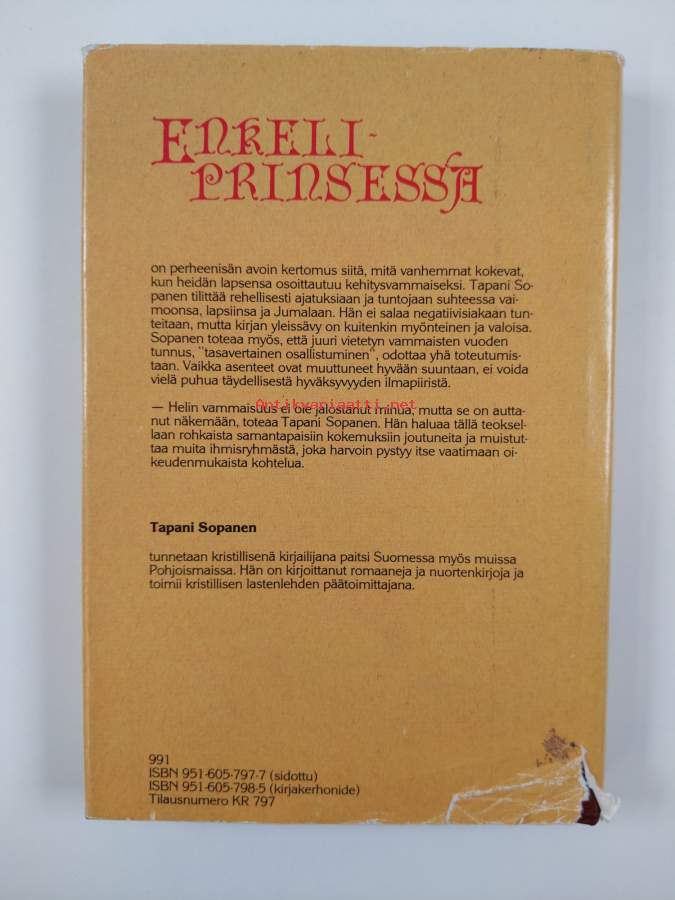 ENKELI-
PRINSESSA
on perheenisän avoin kertomus siitä, mitä vanhemmat kokevat,
kun heidän lapsensa osoittautuu kehitysvammaiseksi. Tapani So-
panen tilittää rehellisesti ajatuksiaan ja tuntojaan suhteessa vai-
moonsa, lapsiinsa ja Jumalaan. Hän ei salaa negatiivisiakaan tun-
teitaan, mutta kirjan yleissävy on kuitenkin myönteinen ja valoisa.
Sopanen toteaa myös, että juuri vietetyn vammaisten vuoden
tunnus, "tasavertainen osallistuminen", odottaa yhä toteutumis-
taan. Vaikka asenteet ovat muuttuneet hyvään suuntaan, ei voida
vielä puhua täydellisestä hyväksyvyyden ilmapiiristä.
Antikvariaatti.net
— Helin vammaisuus ei ole jalostanut minua, mutta se on autta-
nut näkemään, toteaa Tapani Sopanen. Hän haluaa tällä teoksel-
laan rohkaista samantapaisiin kokemuksiin joutuneita ja muistut-
taa muita ihmisryhmästä, joka harvoin pystyy itse vaatimaan oi-
keudenmukaista kohtelua.
Tapani Sopanen
tunnetaan kristillisenä kirjailijana paitsi Suomessa myös muissa
Pohjoismaissa. Hän on kirjoittanut romaaneja ja nuortenkirjoja ja
toimii kristillisen lastenlehden päätoimittajana.
991
ISBN 951-605-797-7 (sidottu)
ISBN 951-605-798-5 (kirjakerhonide)
Tilausnumero KR 797